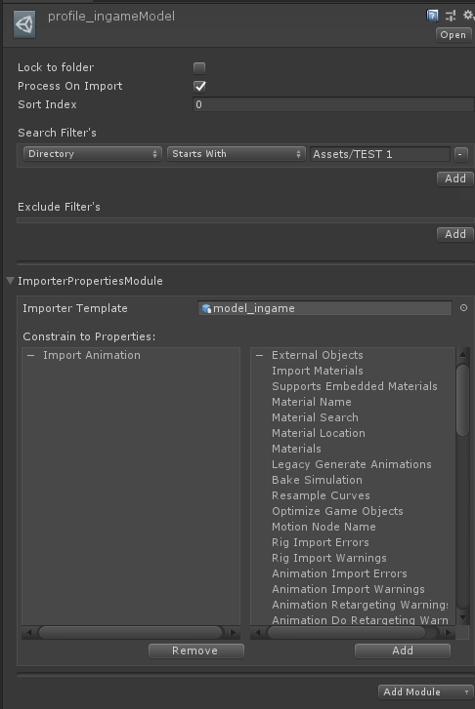 profile_ingameModel
Open
Lock to folder
Process On Import
Sort Index 0
Search Filter's
Directory Starts With Assets/TEST 1 -
Add
Exclude Filter's
Add
ImporterPropertiesModule
Importer Template model_ingame
Constrain to Properties:
— Import Animation
— External Objects
Import Materials
Supports Embedded Materials
Material Name
Material Search
Material Location
Materials
Legacy Generate Animations
Bake Simulation
Resample Curves
Optimize Game Objects
Motion Node Name
Rig Import Errors
Rig Import Warnings
Animation Import Errors
Animation Import Warnings
Animation Retargeting Warnings
Animation Do Retargeting Warn
Remove Add
Add Module